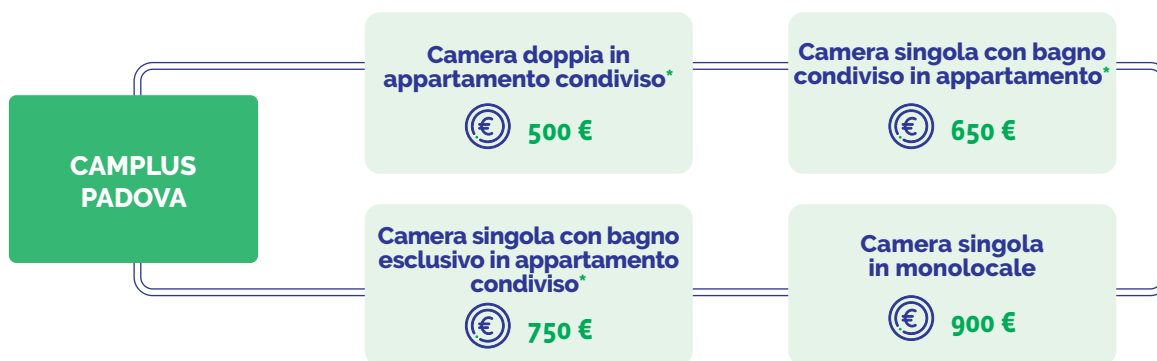 CAMPLUS
PADOVA
Camera doppia in
appartamento condiviso*
€ 500 €
Camera singola con bagno
condiviso in appartamento*
€ 650 €
Camera singola con bagno
esclusivo in appartamento
condiviso*
€ 750 €
Camera singola
in monolocale
€ 900 €